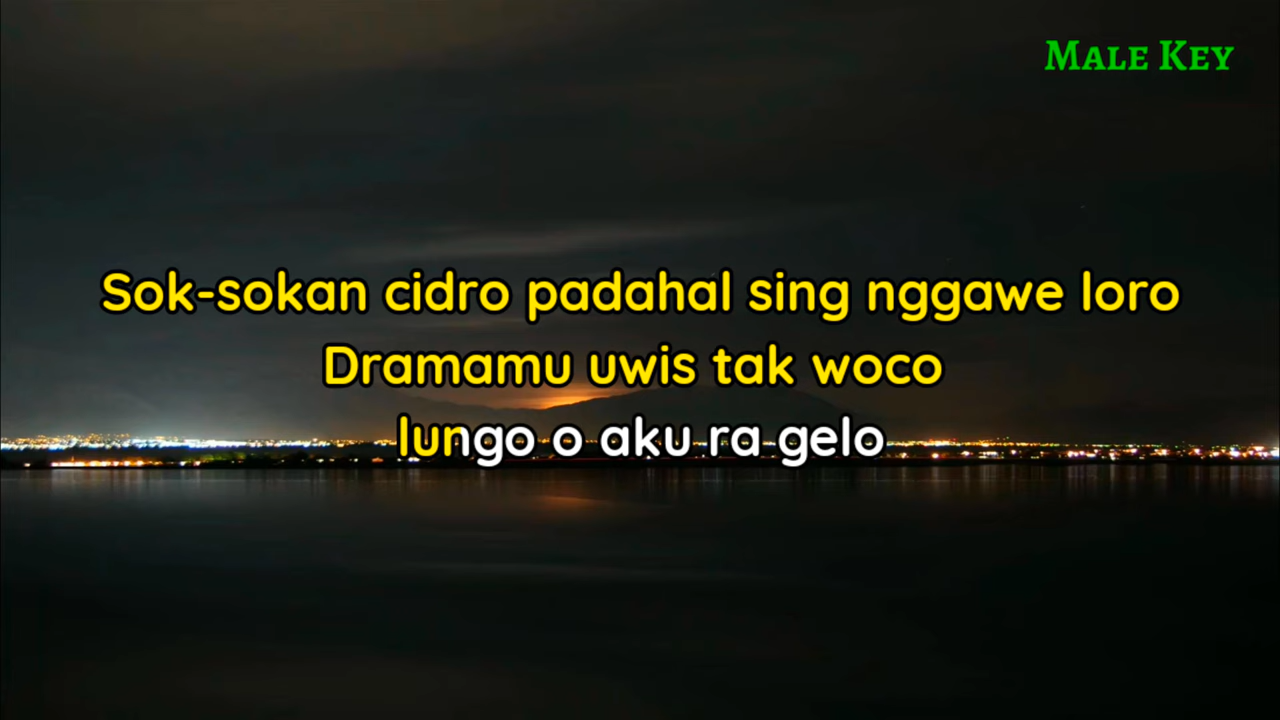 MALE KEY
Sok-sokan cidro padahal sing nggawe loro
Dramamu uwis tak woco
lungo o aku ra gelo